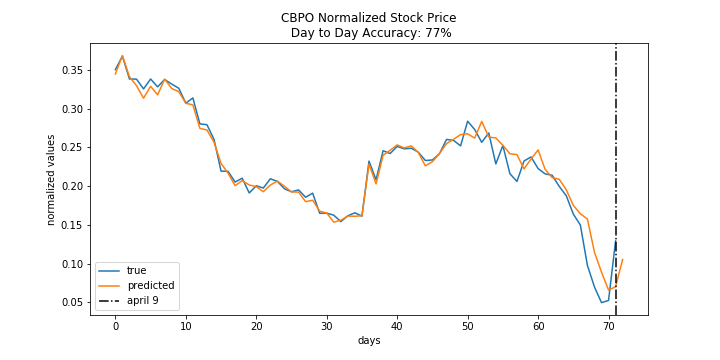 CBPO Normalized Stock Price
Day to Day Accuracy: 77%
normalized values
0.35
0.30
0.25
0.20
0.15
0.10
0.05
true
predicted
april 9
0 10 20 30 40 50 60 70
days